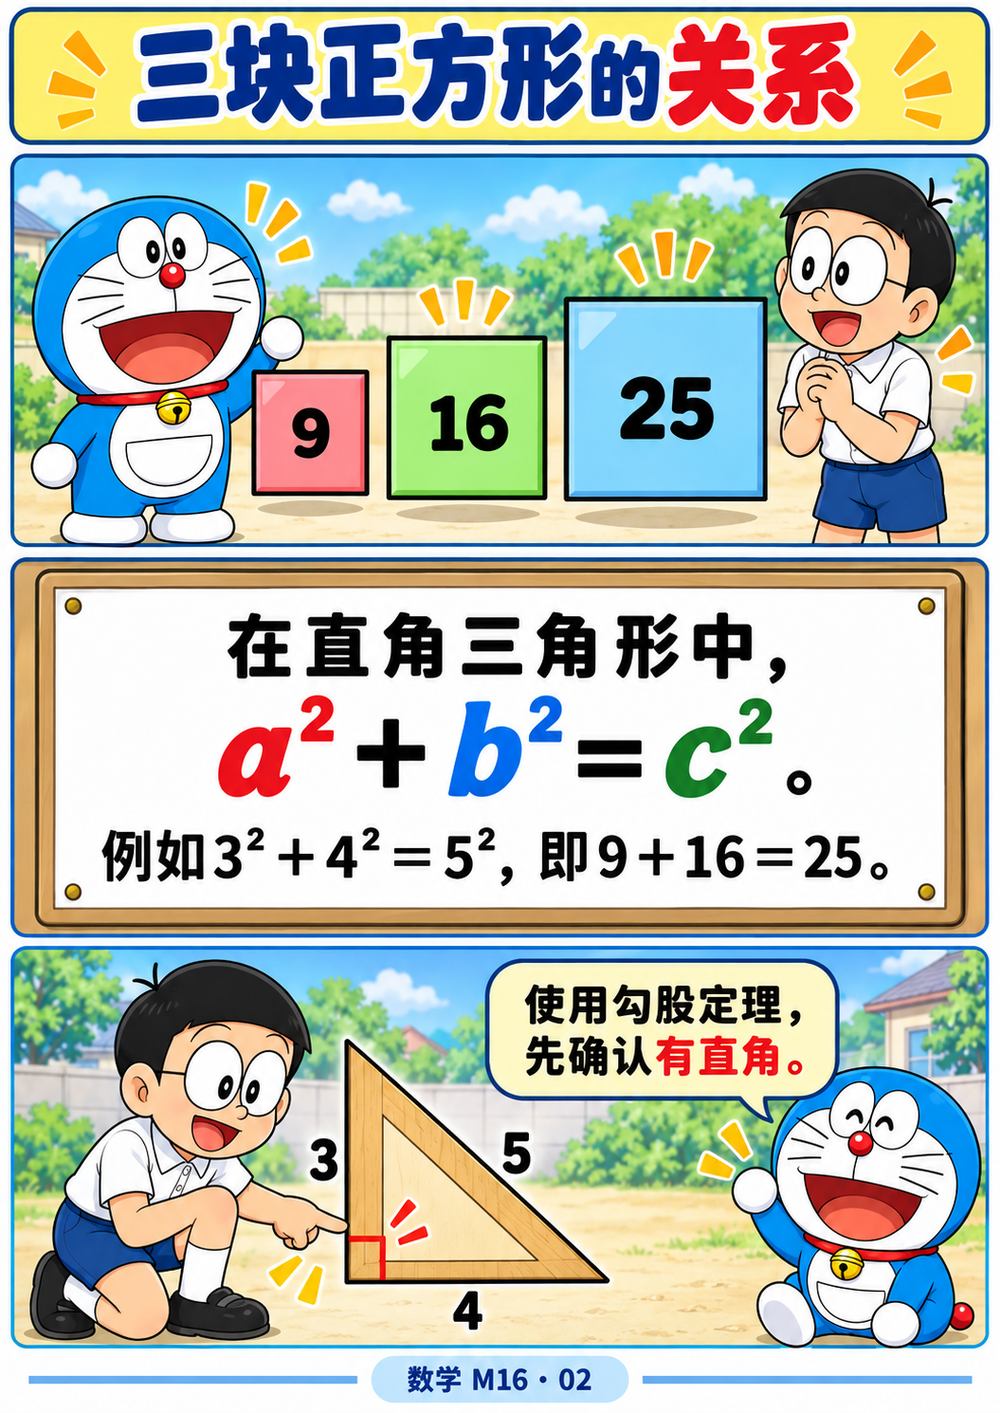 三块正方形的关系
9
16
25
在直角三角形中，
a² + b² = c²。
例如3² + 4² = 5²，即9 + 16 = 25。
使用勾股定理，
先确认有直角。
3
5
4
数学 M16 · 02